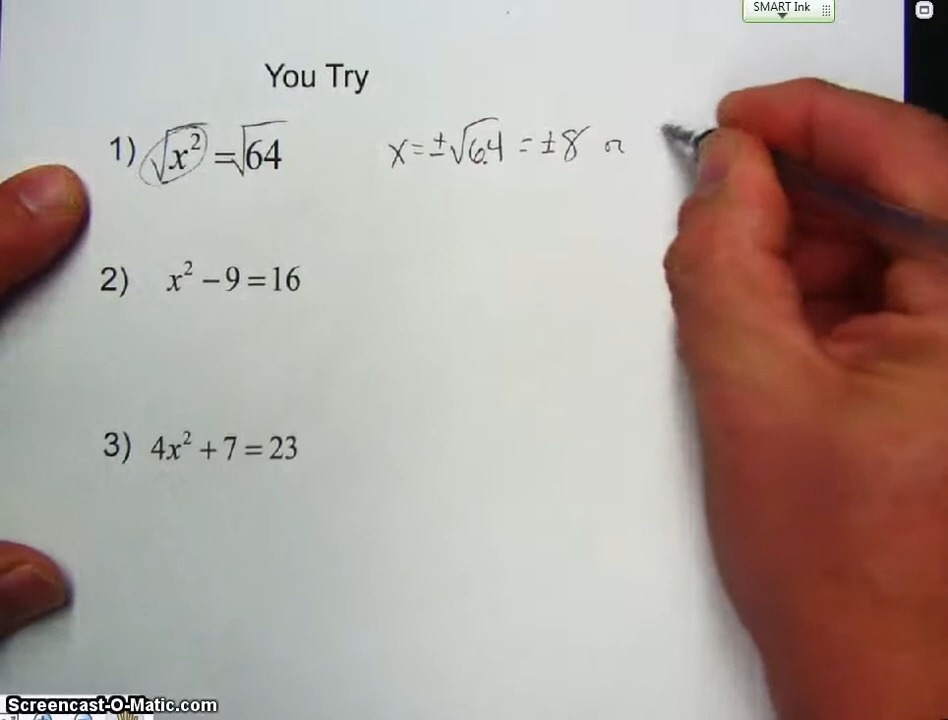 SMART Ink
You Try
1) √x² = √64 x = ±√64 = ±8 or
2) x² − 9 = 16
3) 4x² + 7 = 23
Screencast-O-Matic.com